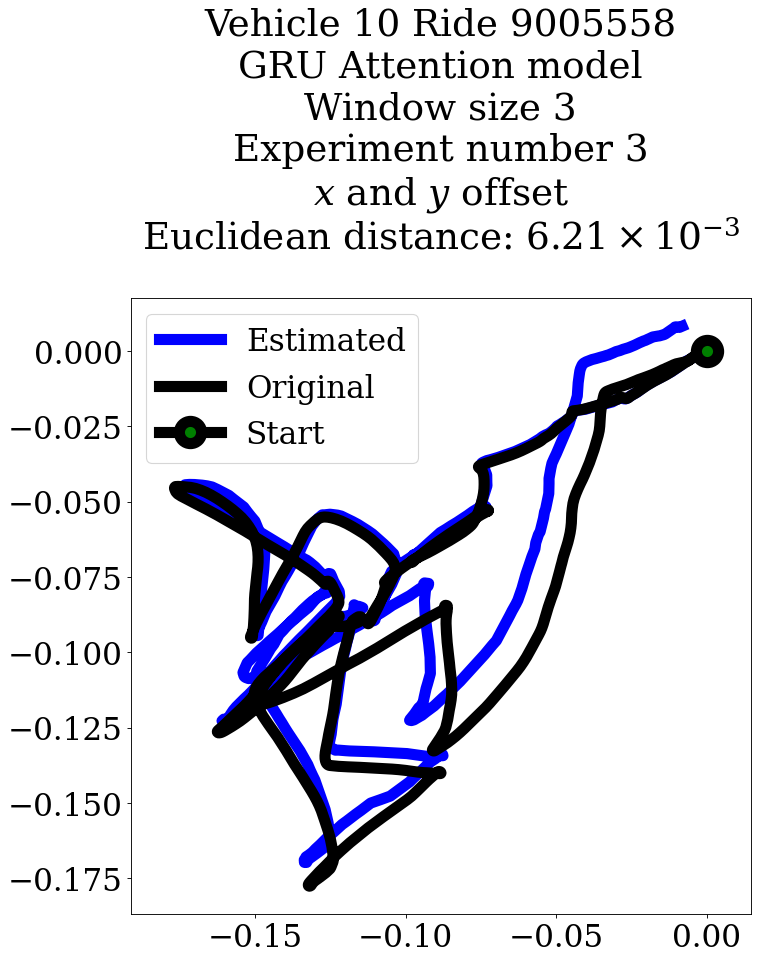 Vehicle 10 Ride 9005558
GRU Attention model
Window size 3
Experiment number 3
x and y offset
Euclidean distance: 6.21 × 10⁻³
Estimated
Original
Start
0.000
−0.025
−0.050
−0.075
−0.100
−0.125
−0.150
−0.175
−0.15 −0.10 −0.05 0.00